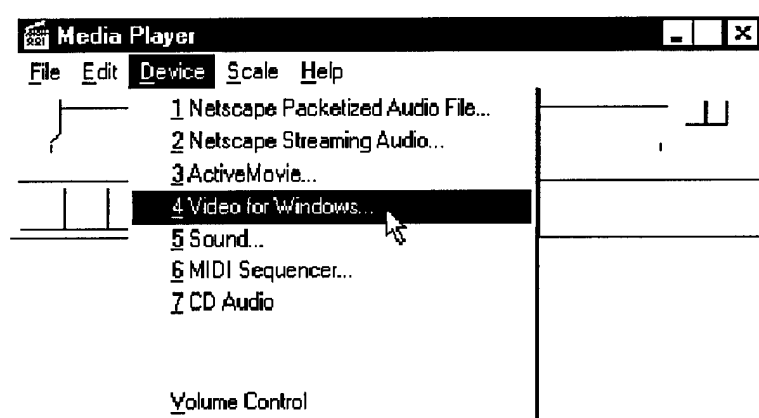 Media Player
File Edit Device Scale Help
1 Netscape Packetized Audio File...
2 Netscape Streaming Audio...
3 ActiveMovie...
4 Video for Windows...
5 Sound...
6 MIDI Sequencer...
7 CD Audio
Volume Control